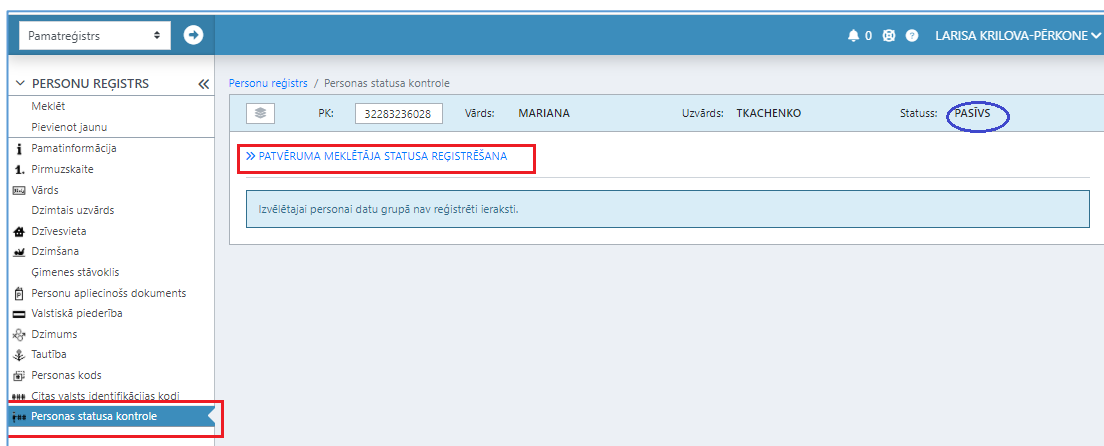 Pamatreģistrs
0
LARISA KRILOVA-PĒRKONE
PERSONU REĢISTRS
Meklēt
Pievienot jaunu
Pamatinformācija
1. Pirmuzskaite
Vārds
Dzimtais uzvārds
Dzīvesvieta
Dzimšana
Ģimenes stāvoklis
Personu apliecinošs dokuments
Valstiskā piederība
Dzimums
Tautība
Personas kods
Citas valsts identifikācijas kodi
Personas statusa kontrole
Personu reģistrs / Personas statusa kontrole
PK: 32283236028 Vārds: MARIANA Uzvārds: TKACHENKO Statuss: PASĪVS
PATVĒRUMA MEKLĒTĀJA STATUSA REĢISTRĒŠANA
Izvēlētajai personai datu grupā nav reģistrēti ieraksti.